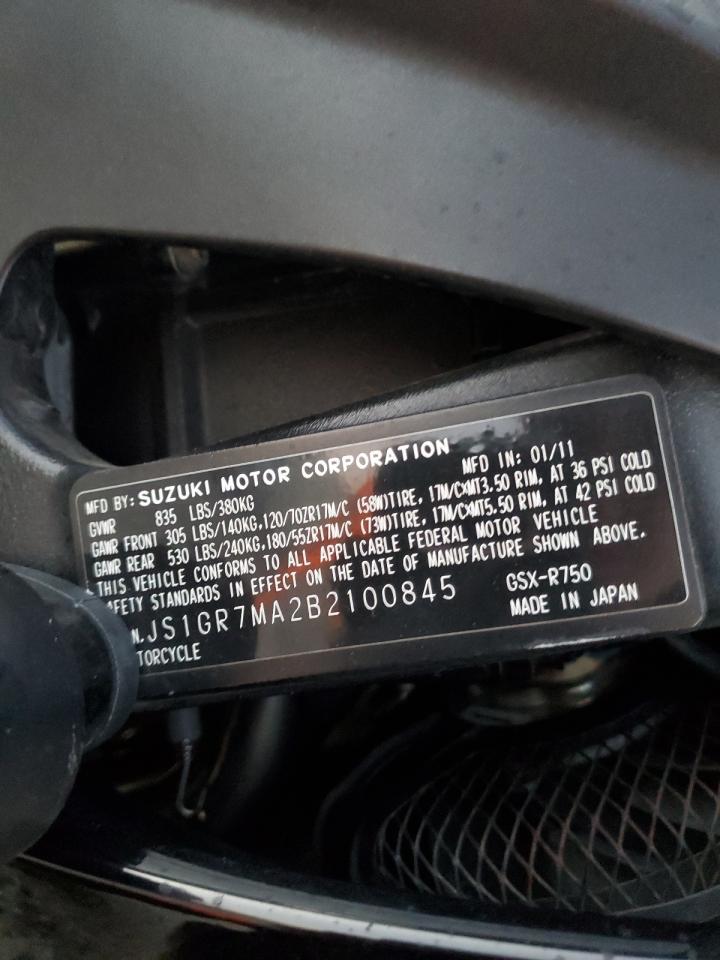 MFD BY: SUZUKI MOTOR CORPORATION MFD IN: 01/11
GVWR 835 LBS/380KG
GAWR FRONT 305 LBS/140KG,120/70ZR17M/C (58W)TIRE, 17M/CXMT3.50 RIM, AT 36 PSI COLD
GAWR REAR 530 LBS/240KG,180/55ZR17M/C (73W)TIRE, 17M/CXMT5.50 RIM, AT 42 PSI COLD
THIS VEHICLE CONFORMS TO ALL APPLICABLE FEDERAL MOTOR VEHICLE
AFETY STANDARDS IN EFFECT ON THE DATE OF MANUFACTURE SHOWN ABOVE.
N.JS1GR7MA2B2100845 GSX-R750
TORCYCLE MADE IN JAPAN